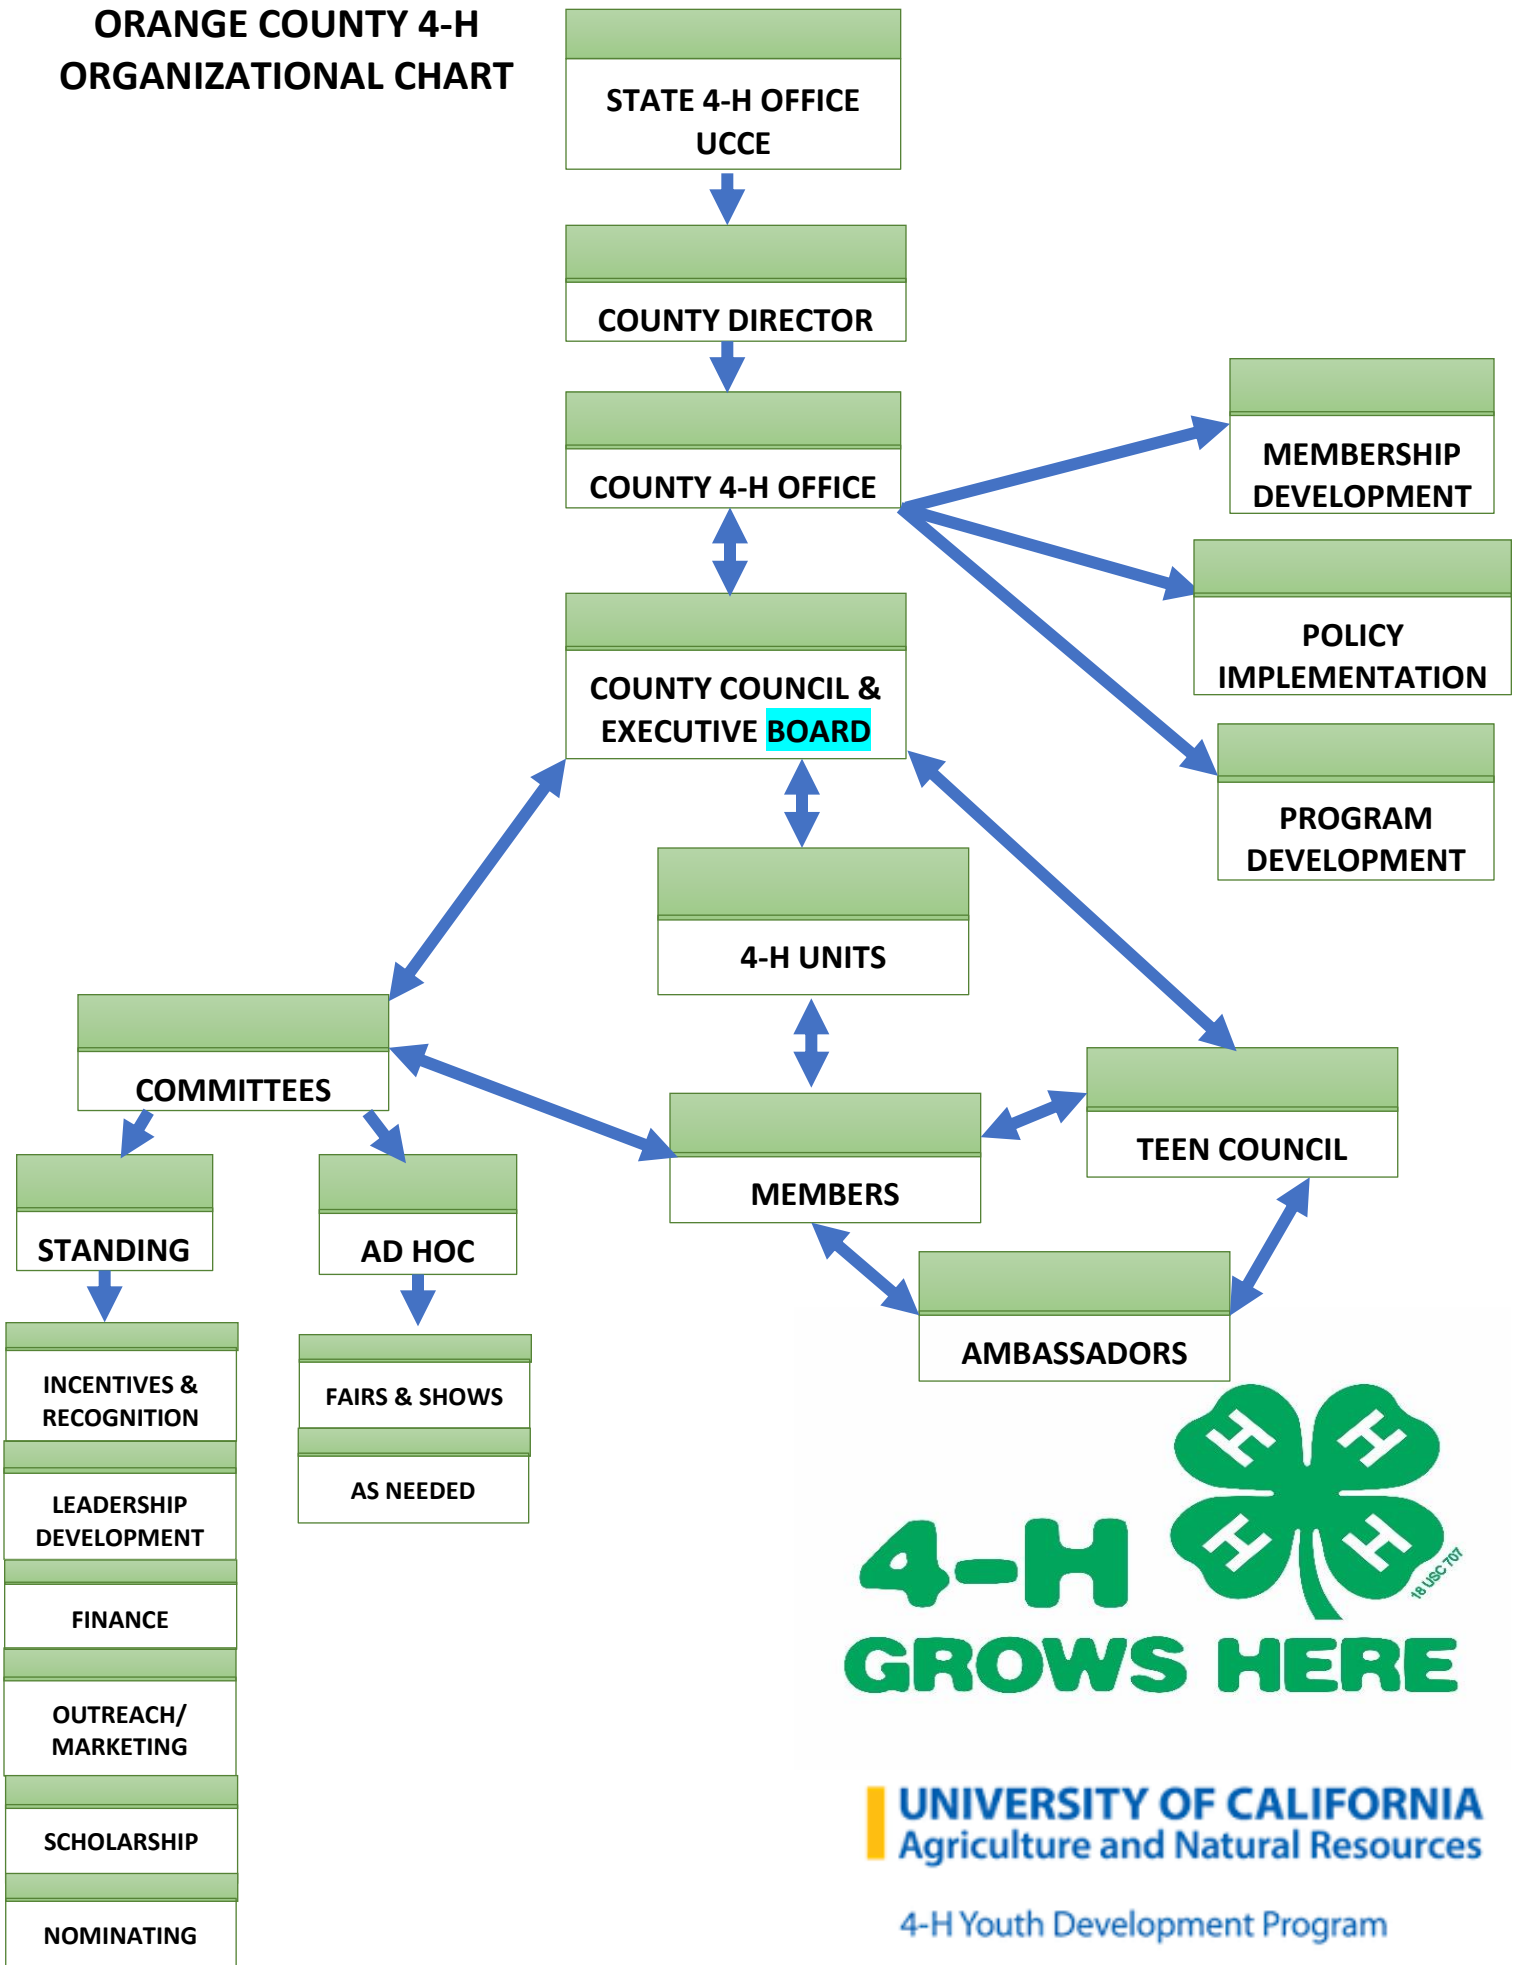 ORANGE COUNTY 4-H
ORGANIZATIONAL CHART
STATE 4-H OFFICE
UCCE
COUNTY DIRECTOR
COUNTY 4-H OFFICE
MEMBERSHIP
DEVELOPMENT
POLICY
IMPLEMENTATION
PROGRAM
DEVELOPMENT
COUNTY COUNCIL &
EXECUTIVE BOARD
4-H UNITS
COMMITTEES
MEMBERS
TEEN COUNCIL
AMBASSADORS
STANDING
AD HOC
INCENTIVES &
RECOGNITION
LEADERSHIP
DEVELOPMENT
FINANCE
OUTREACH/
MARKETING
SCHOLARSHIP
NOMINATING
FAIRS & SHOWS
AS NEEDED
H H
H H
18 USC 707
4-H
GROWS HERE
UNIVERSITY OF CALIFORNIA
Agriculture and Natural Resources
4-H Youth Development Program